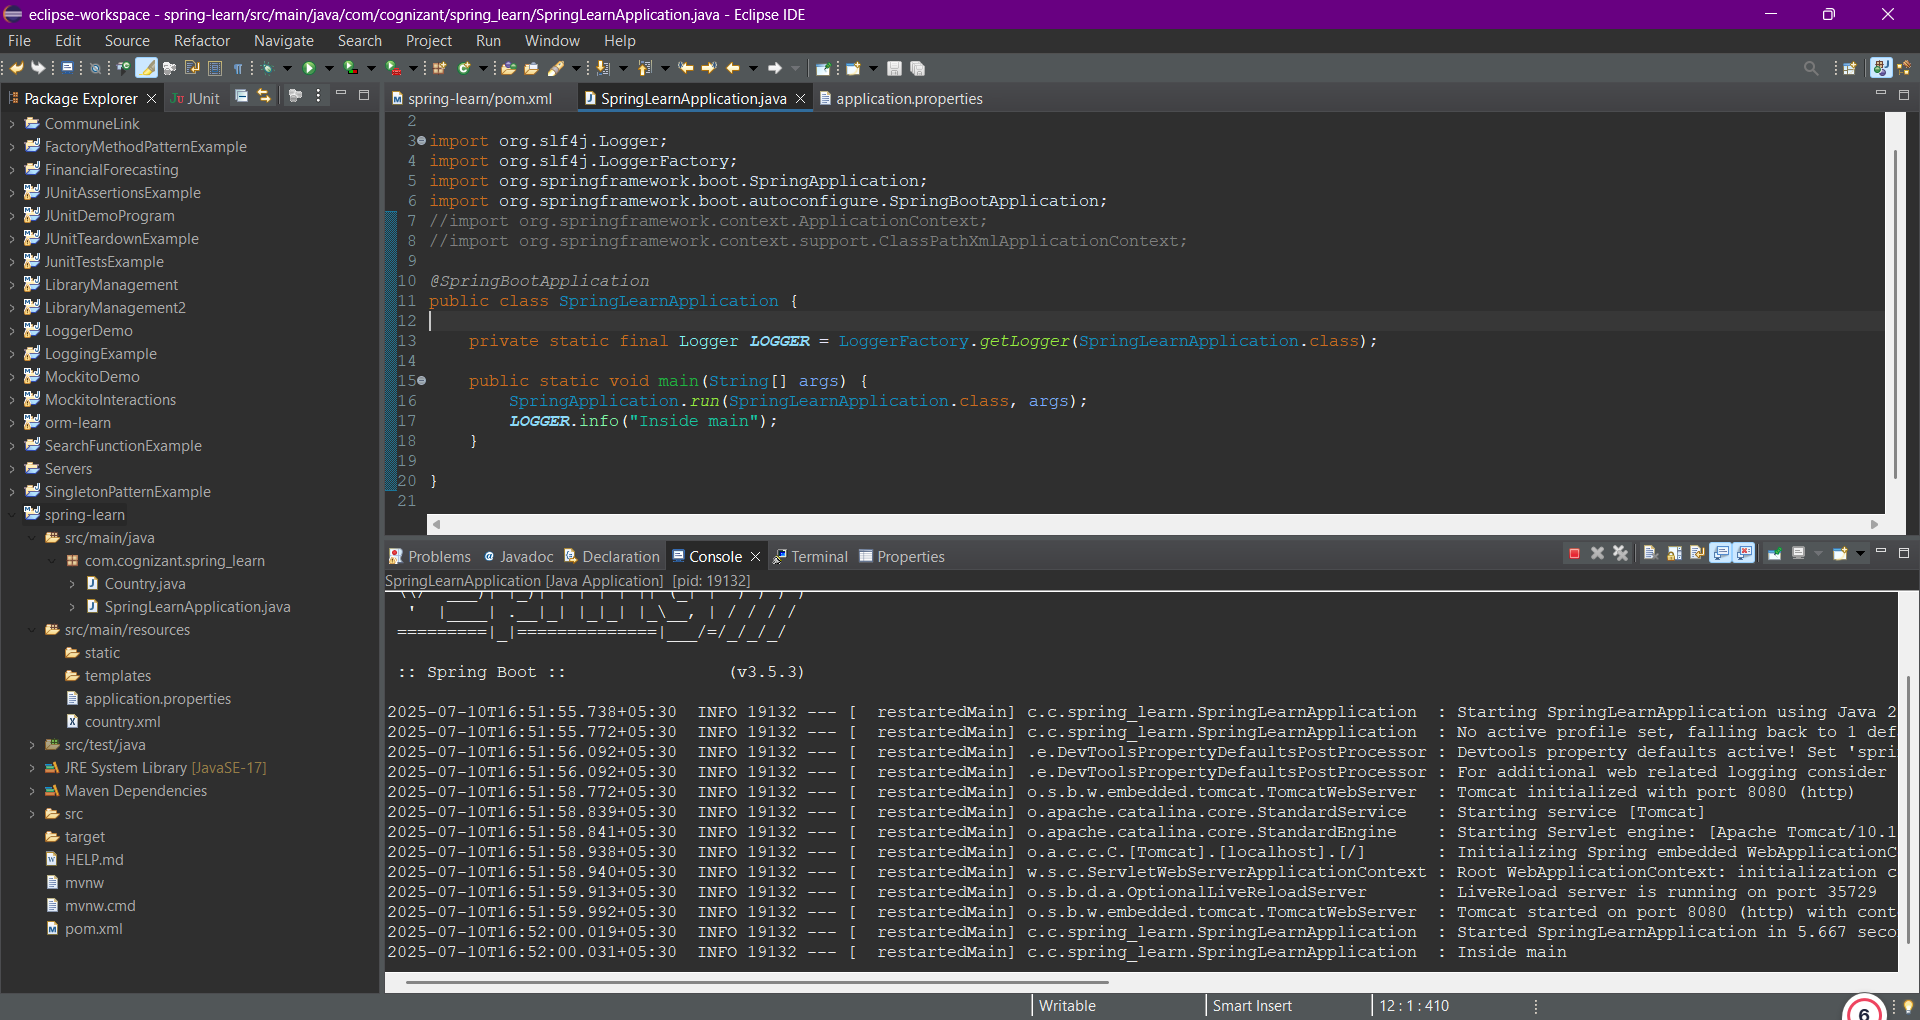 eclipse-workspace - spring-learn/src/main/java/com/cognizant/spring_learn/SpringLearnApplication.java - Eclipse IDE
File Edit Source Refactor Navigate Search Project Run Window Help
Package Explorer
JUnit
CommuneLink
FactoryMethodPatternExample
FinancialForecasting
JUnitAssertionsExample
JUnitDemoProgram
JUnitTeardownExample
JunitTestsExample
LibraryManagement
LibraryManagement2
LoggerDemo
LoggingExample
MockitoDemo
MockitoInteractions
orm-learn
SearchFunctionExample
Servers
SingletonPatternExample
spring-learn
src/main/java
com.cognizant.spring_learn
Country.java
SpringLearnApplication.java
src/main/resources
static
templates
application.properties
country.xml
src/test/java
JRE System Library [JavaSE-17]
Maven Dependencies
src
target
HELP.md
mvnw
mvnw.cmd
pom.xml
spring-learn/pom.xml SpringLearnApplication.java application.properties
2
3 import org.slf4j.Logger;
4 import org.slf4j.LoggerFactory;
5 import org.springframework.boot.SpringApplication;
6 import org.springframework.boot.autoconfigure.SpringBootApplication;
7 //import org.springframework.context.ApplicationContext;
8 //import org.springframework.context.support.ClassPathXmlApplicationContext;
9
10 @SpringBootApplication
11 public class SpringLearnApplication {
12
13 private static final Logger LOGGER = LoggerFactory.getLogger(SpringLearnApplication.class);
14
15 public static void main(String[] args) {
16 SpringApplication.run(SpringLearnApplication.class, args);
17 LOGGER.info("Inside main");
18 }
19
20 }
21
Problems Javadoc Declaration Console Terminal Properties
SpringLearnApplication [Java Application] [pid: 19132]
:: Spring Boot :: (v3.5.3)
2025-07-10T16:51:55.738+05:30 INFO 19132 --- [ restartedMain] c.c.spring_learn.SpringLearnApplication : Starting SpringLearnApplication using Java 2
2025-07-10T16:51:55.772+05:30 INFO 19132 --- [ restartedMain] c.c.spring_learn.SpringLearnApplication : No active profile set, falling back to 1 def
2025-07-10T16:51:56.092+05:30 INFO 19132 --- [ restartedMain] .e.DevToolsPropertyDefaultsPostProcessor : Devtools property defaults active! Set 'spri
2025-07-10T16:51:56.092+05:30 INFO 19132 --- [ restartedMain] .e.DevToolsPropertyDefaultsPostProcessor : For additional web related logging consider
2025-07-10T16:51:58.772+05:30 INFO 19132 --- [ restartedMain] o.s.b.w.embedded.tomcat.TomcatWebServer : Tomcat initialized with port 8080 (http)
2025-07-10T16:51:58.839+05:30 INFO 19132 --- [ restartedMain] o.apache.catalina.core.StandardService : Starting service [Tomcat]
2025-07-10T16:51:58.841+05:30 INFO 19132 --- [ restartedMain] o.apache.catalina.core.StandardEngine : Starting Servlet engine: [Apache Tomcat/10.1
2025-07-10T16:51:58.938+05:30 INFO 19132 --- [ restartedMain] o.a.c.c.C.[Tomcat].[localhost].[/] : Initializing Spring embedded WebApplicationC
2025-07-10T16:51:58.940+05:30 INFO 19132 --- [ restartedMain] w.s.c.ServletWebServerApplicationContext : Root WebApplicationContext: initialization c
2025-07-10T16:51:59.913+05:30 INFO 19132 --- [ restartedMain] o.s.b.d.a.OptionalLiveReloadServer : LiveReload server is running on port 35729
2025-07-10T16:51:59.992+05:30 INFO 19132 --- [ restartedMain] o.s.b.w.embedded.tomcat.TomcatWebServer : Tomcat started on port 8080 (http) with cont
2025-07-10T16:52:00.019+05:30 INFO 19132 --- [ restartedMain] c.c.spring_learn.SpringLearnApplication : Started SpringLearnApplication in 5.667 seco
2025-07-10T16:52:00.031+05:30 INFO 19132 --- [ restartedMain] c.c.spring_learn.SpringLearnApplication : Inside main
Writable Smart Insert 12 : 1 : 410
6